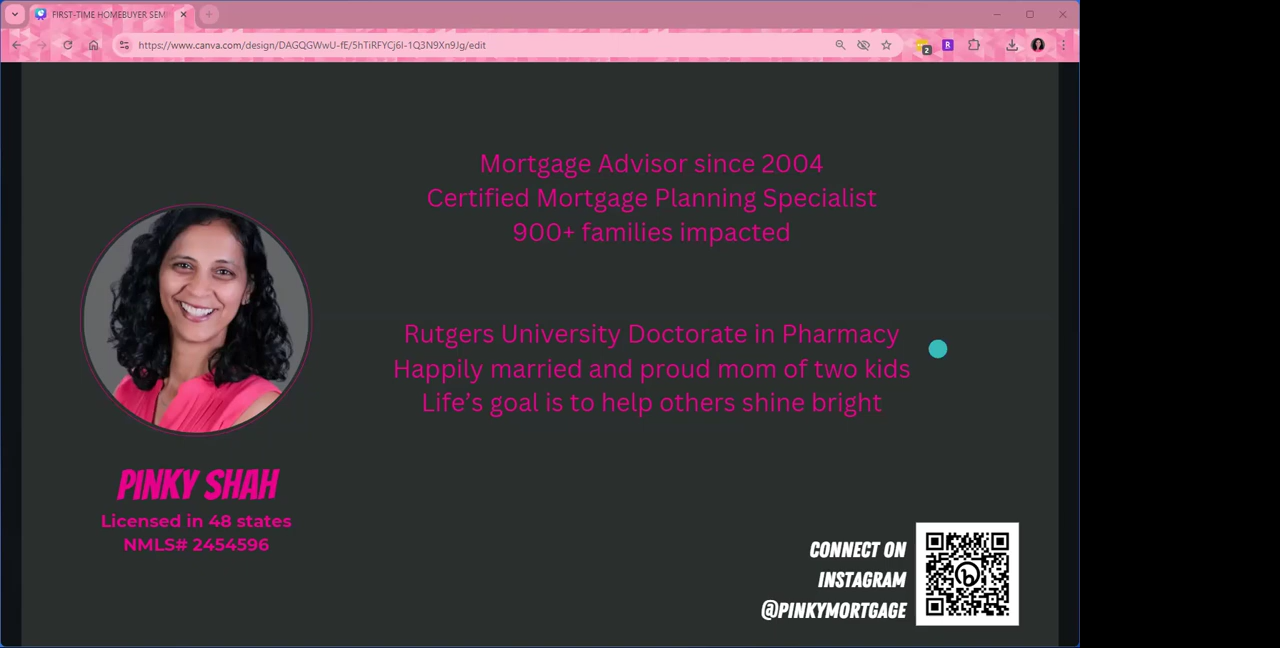 FIRST-TIME HOMEBUYER SEM
https://www.canva.com/design/DAGQGWwU-fE/5hTiRFYCj6I-1Q3N9Xn9Jg/edit
2
R
Mortgage Advisor since 2004
Certified Mortgage Planning Specialist
900+ families impacted
Rutgers University Doctorate in Pharmacy
Happily married and proud mom of two kids
Life’s goal is to help others shine bright
PINKY SHAH
Licensed in 48 states
NMLS# 2454596
CONNECT ON
INSTAGRAM
@PINKYMORTGAGE